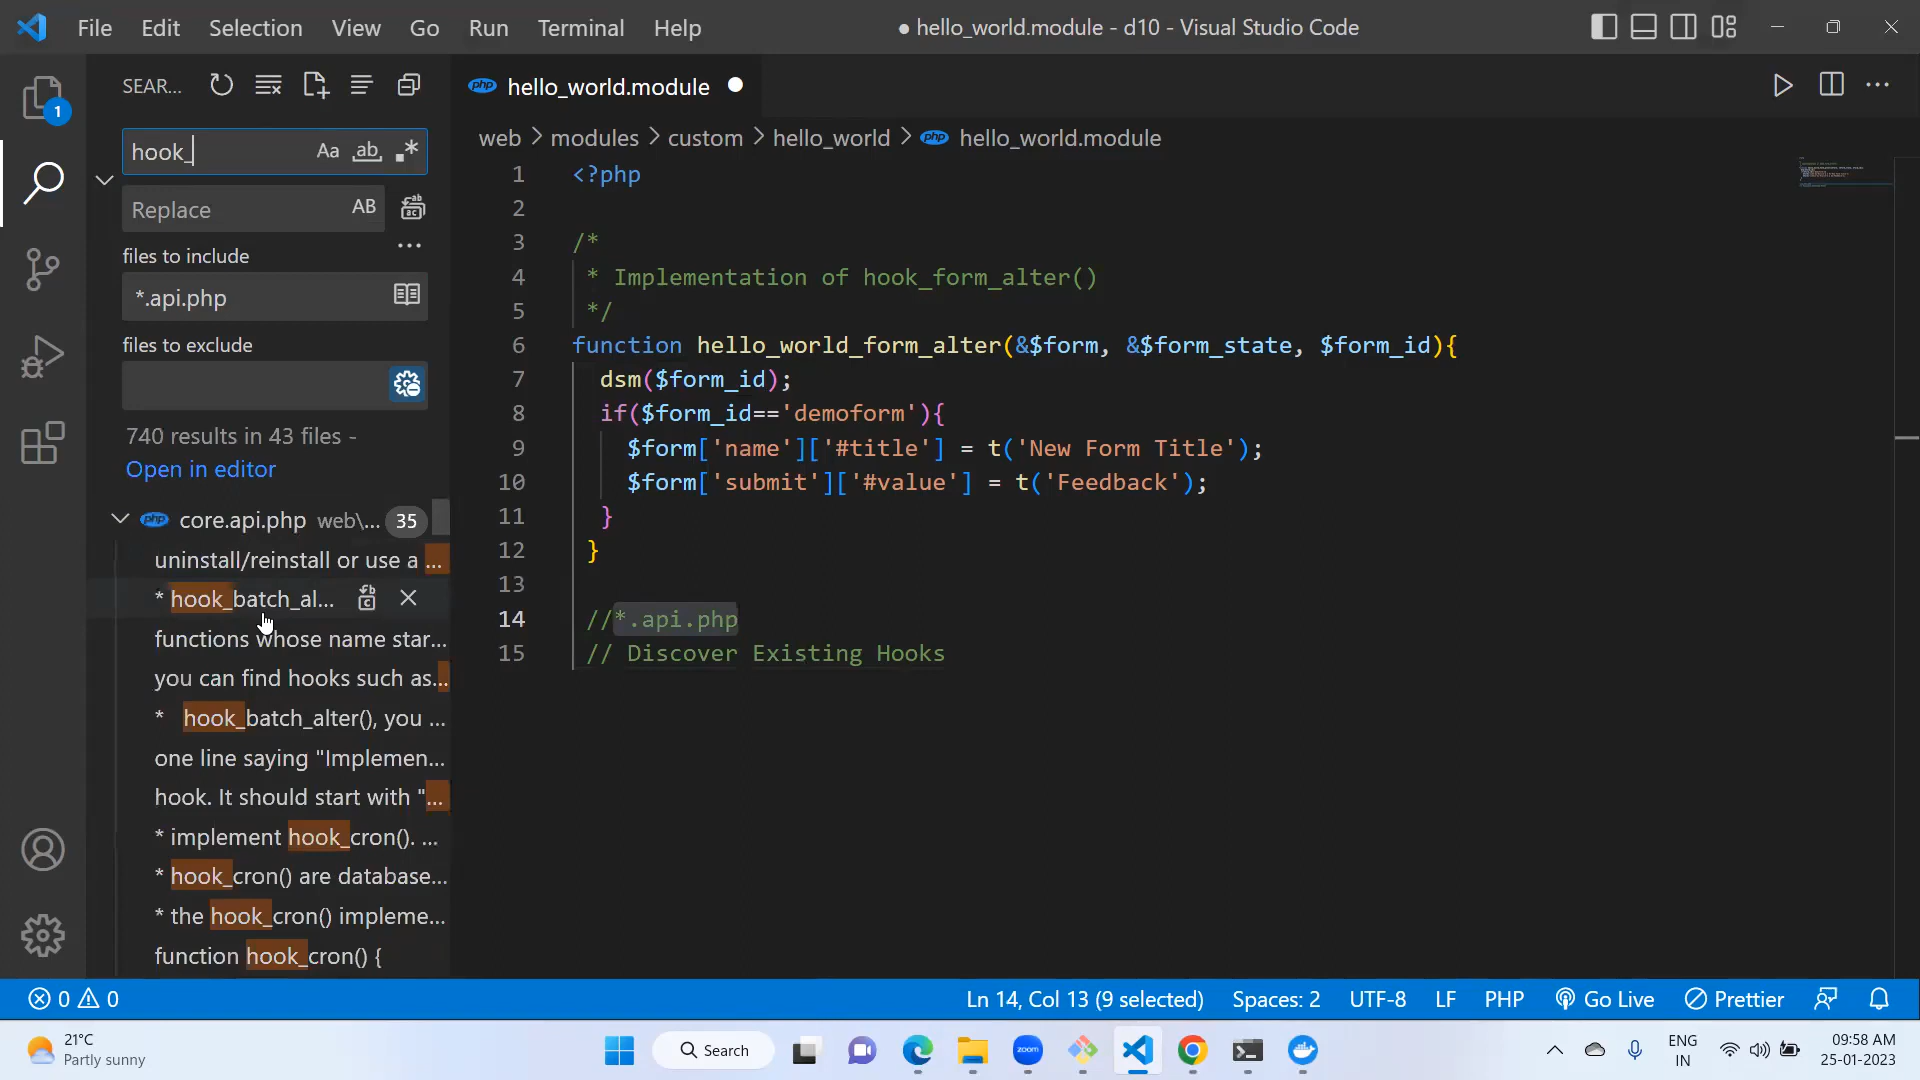 File Edit Selection View Go Run Terminal Help
● hello_world.module - d10 - Visual Studio Code
SEAR...
hook_
Aa ab .*
Replace
AB
files to include
*.api.php
files to exclude
740 results in 43 files -
Open in editor
core.api.php web\... 35
uninstall/reinstall or use a ...
* hook_batch_al...
functions whose name star...
you can find hooks such as...
* hook_batch_alter(), you ...
one line saying "Implemen...
hook. It should start with "...
* implement hook_cron(). ...
* hook_cron() are database...
* the hook_cron() impleme...
function hook_cron() {
1
php hello_world.module
web > modules > custom > hello_world > php hello_world.module
1 <?php
2
3 /*
4 * Implementation of hook_form_alter()
5 */
6 function hello_world_form_alter(&$form, &$form_state, $form_id){
7 dsm($form_id);
8 if($form_id=='demoform'){
9 $form['name']['#title'] = t('New Form Title');
10 $form['submit']['#value'] = t('Feedback');
11 }
12 }
13
14 //*.api.php
15 // Discover Existing Hooks
0 0
Ln 14, Col 13 (9 selected) Spaces: 2 UTF-8 LF PHP Go Live Prettier
21°C
Partly sunny
Search
zoom
ENG
IN
09:58 AM
25-01-2023